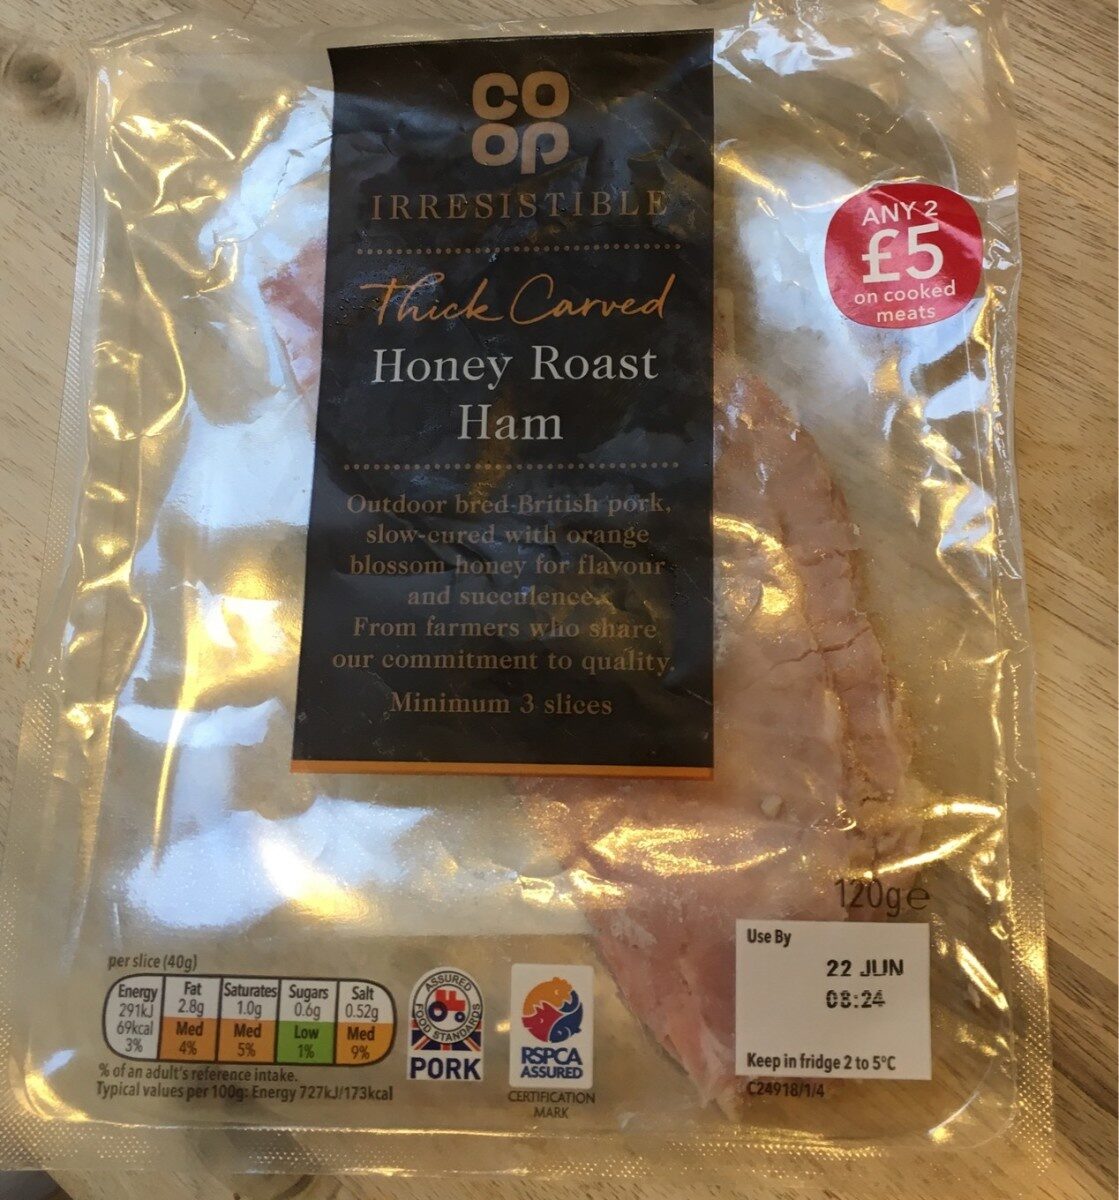 CO
OP
IRRESISTIBLE
Thick Carved
Honey Roast
Ham
Outdoor bred British pork,
slow-cured with orange
blossom honey for flavour
and succulence.
From farmers who share
our commitment to quality.
Minimum 3 slices
ANY 2
£5
on cooked
meats
120g e
Use By
22 JUN
08:24
Keep in fridge 2 to 5°C
C24918/1/4
per slice (40g)
Energy Fat Saturates Sugars Salt
291kJ 2.8g 1.0g 0.6g 0.52g
69kcal Med Med Low Med
3% 4% 5% 1% 9%
% of an adult's reference intake.
Typical values per 100g: Energy 727kJ/173kcal
ASSURED
FOOD STANDARDS
PORK
RSPCA
ASSURED
CERTIFICATION
MARK